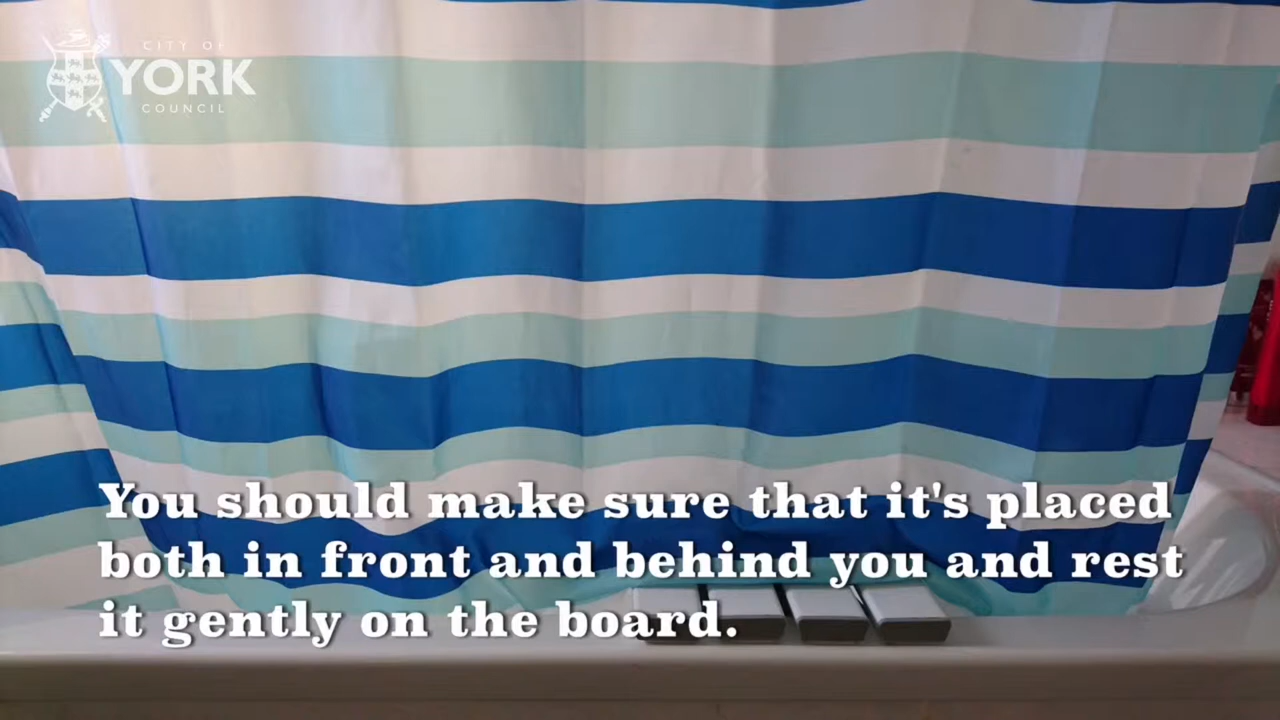 CITY OF
YORK
COUNCIL
You should make sure that it's placed
both in front and behind you and rest
it gently on the board.